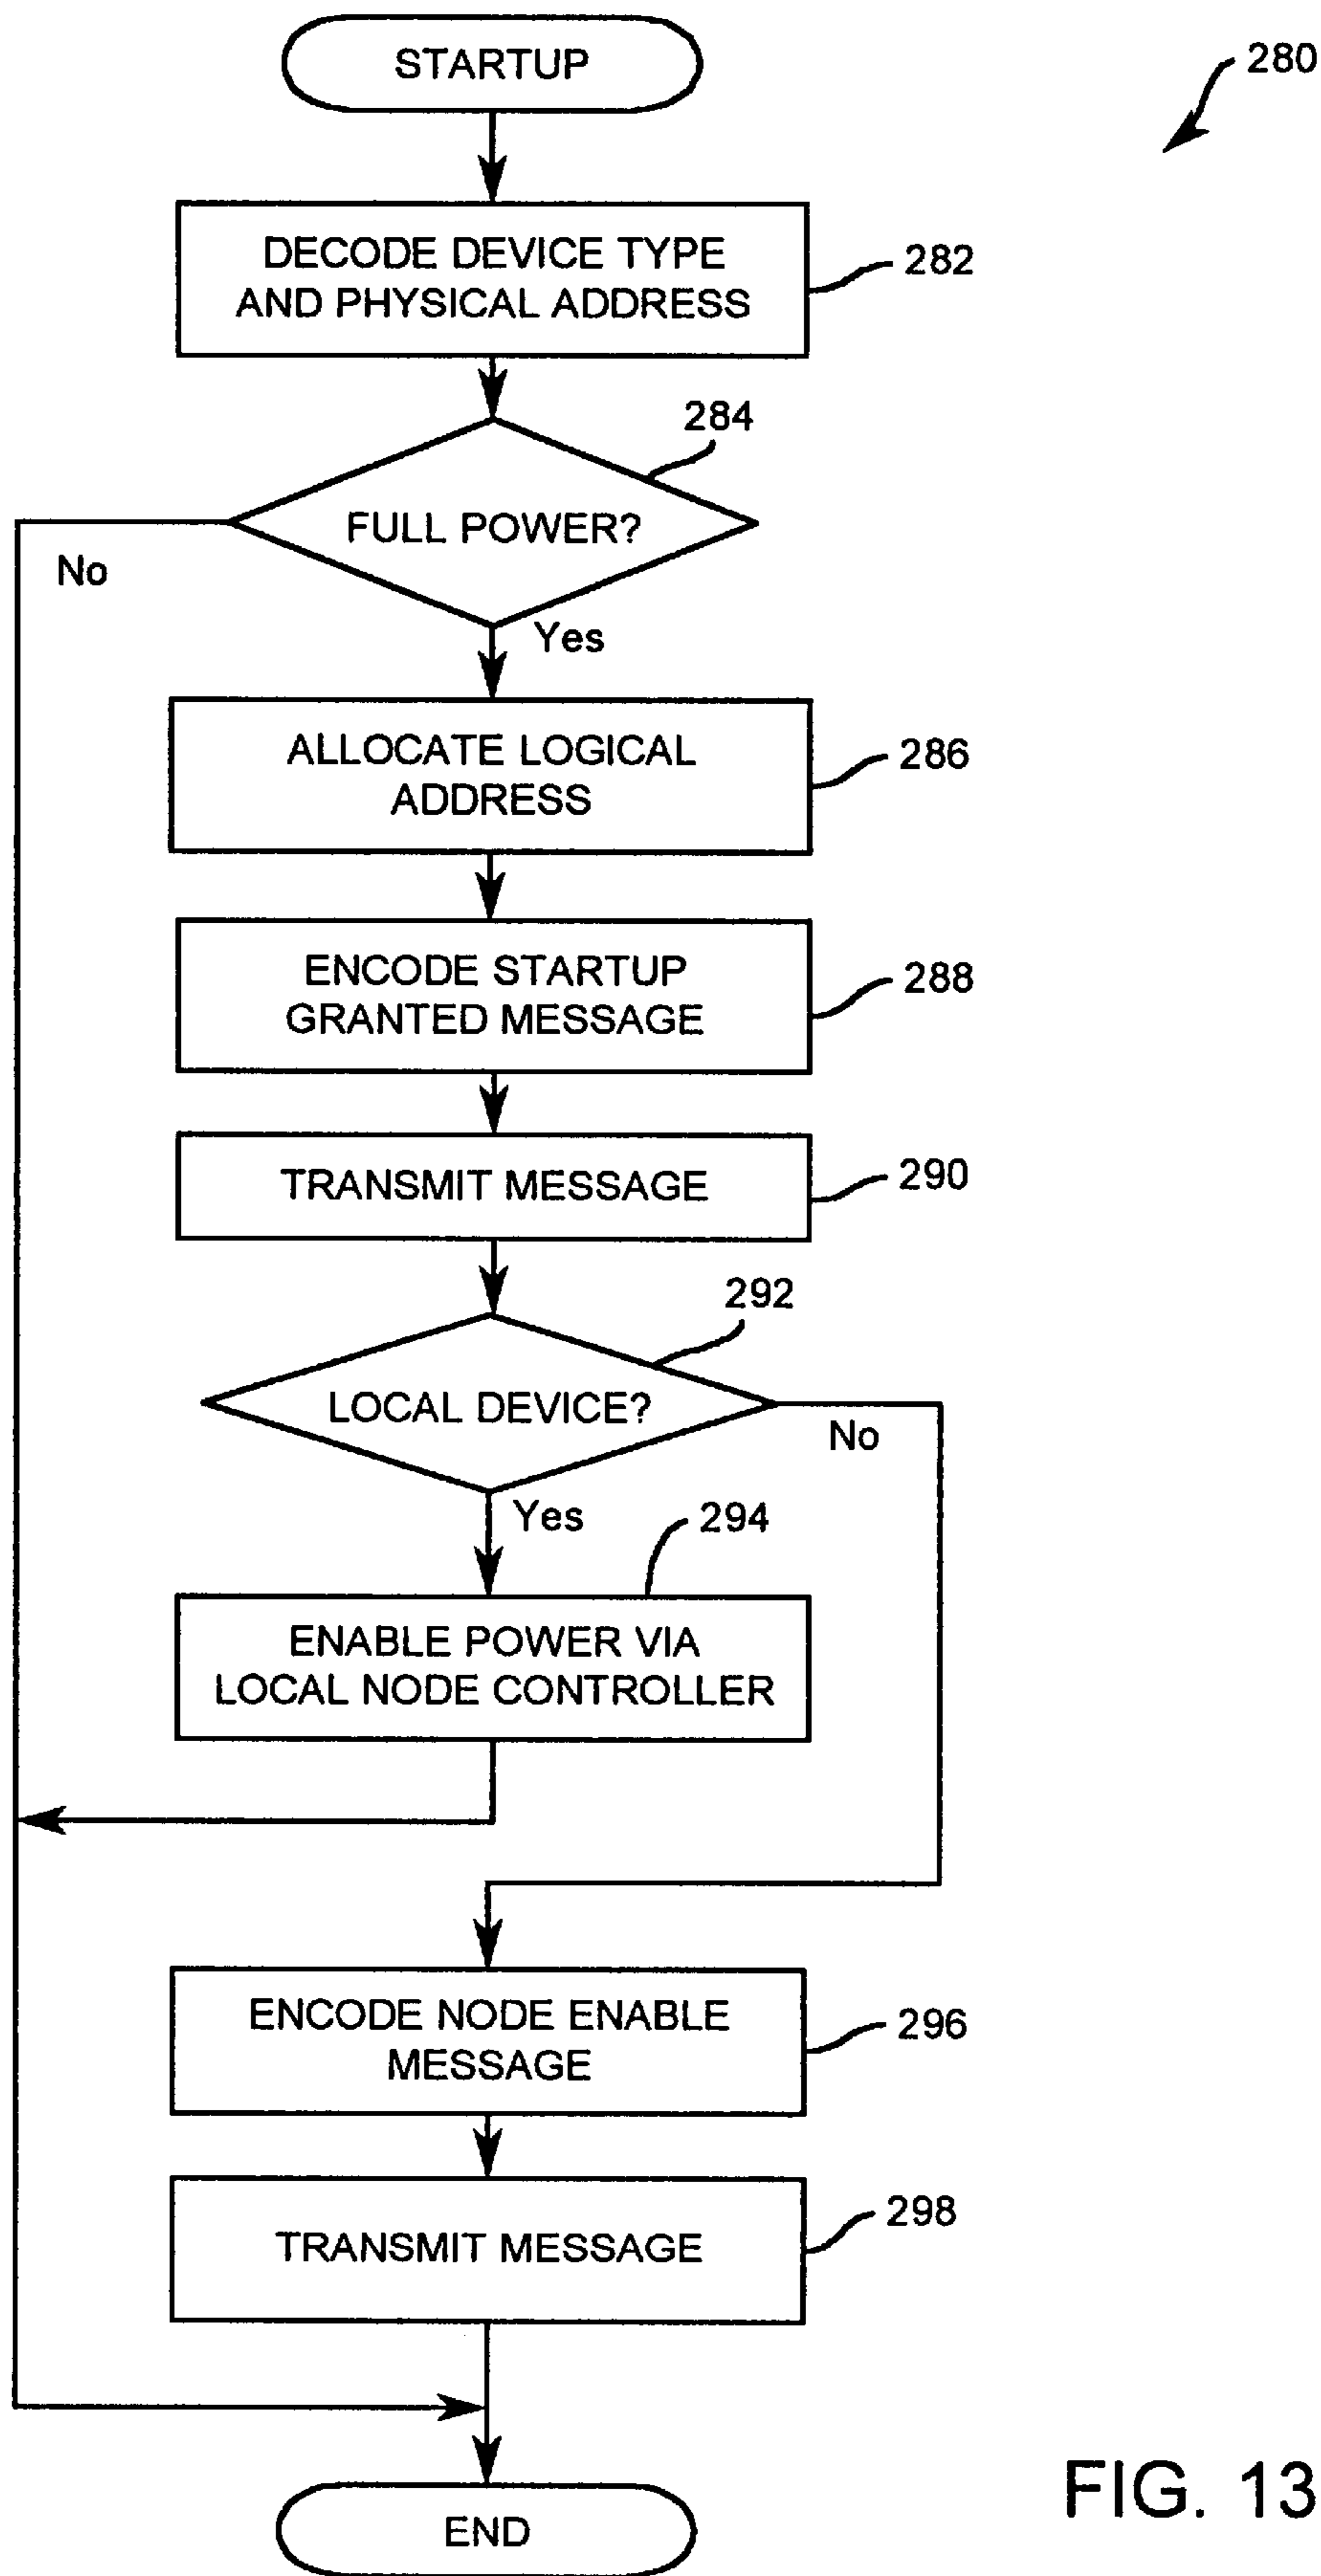 STARTUP
280
DECODE DEVICE TYPE
AND PHYSICAL ADDRESS
282
284
FULL POWER?
No
Yes
ALLOCATE LOGICAL
ADDRESS
286
ENCODE STARTUP
GRANTED MESSAGE
288
TRANSMIT MESSAGE
290
292
LOCAL DEVICE?
No
Yes
294
ENABLE POWER VIA
LOCAL NODE CONTROLLER
ENCODE NODE ENABLE
MESSAGE
296
TRANSMIT MESSAGE
298
END
FIG. 13